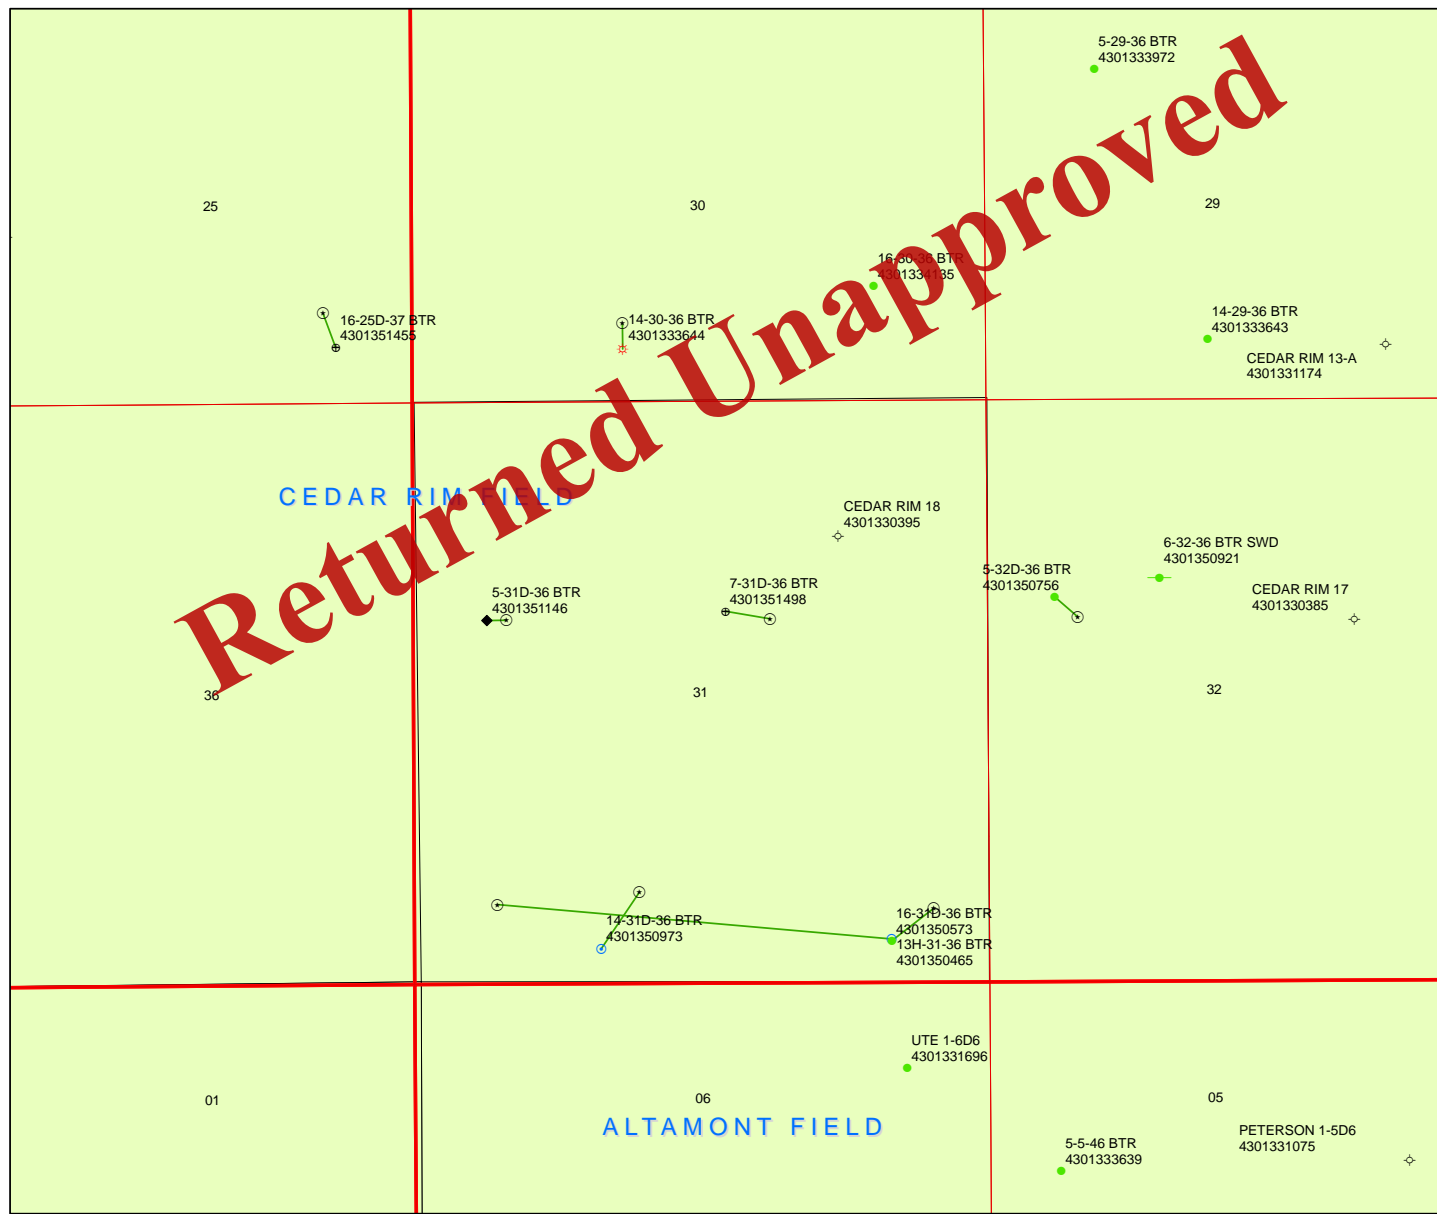 5-29-36 BTR
4301333972
25
30
29
16-30-36 BTR
4301334135
16-25D-37 BTR
4301351455
14-30-36 BTR
4301333644
14-29-36 BTR
4301333643
CEDAR RIM 13-A
4301331174
Returned Unapproved
CEDAR RIM FIELD
CEDAR RIM 18
4301330395
6-32-36 BTR SWD
4301350921
5-32D-36 BTR
4301350756
CEDAR RIM 17
4301330385
5-31D-36 BTR
4301351146
7-31D-36 BTR
4301351498
36
31
32
14-31D-36 BTR
4301350973
16-31D-36 BTR
4301350573
13H-31-36 BTR
4301350465
UTE 1-6D6
4301331696
01
06
05
ALTAMONT FIELD
PETERSON 1-5D6
4301331075
5-5-46 BTR
4301333639